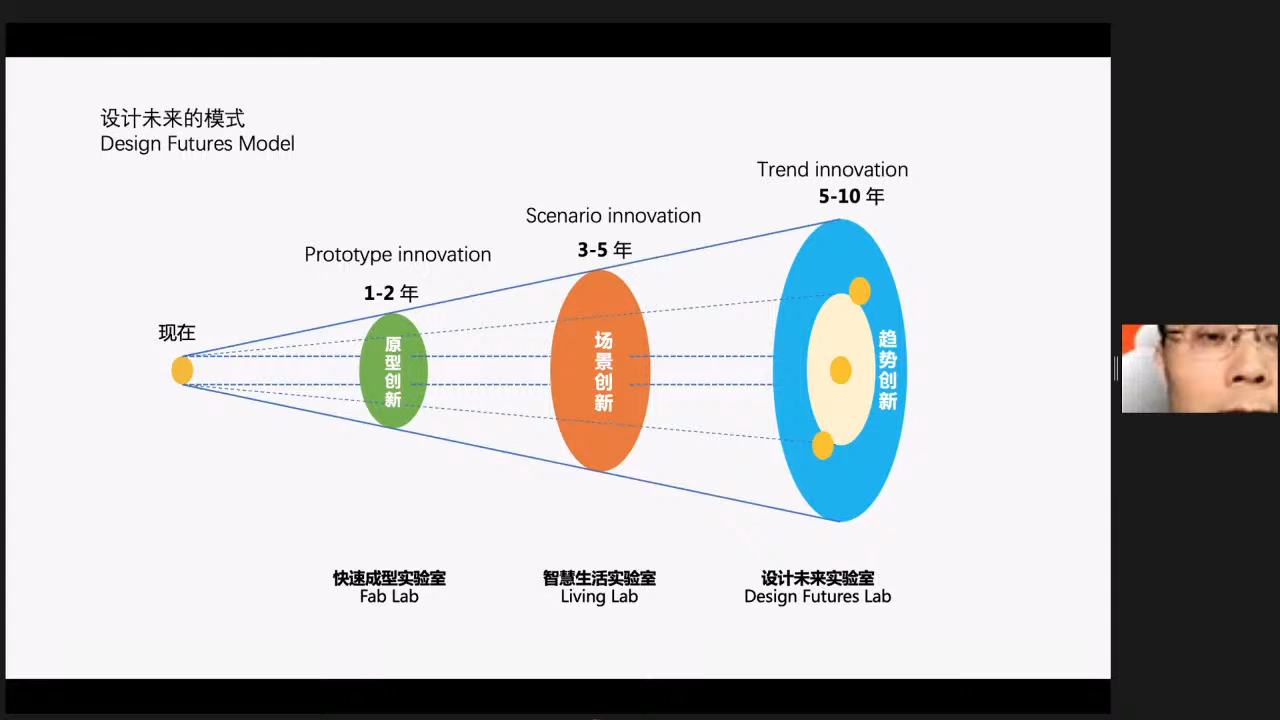 设计未来的模式
Design Futures Model
Trend innovation
5-10 年
Scenario innovation
3-5 年
Prototype innovation
1-2 年
现在
原型创新
场景创新
趋势创新
快速成型实验室
Fab Lab
智慧生活实验室
Living Lab
设计未来实验室
Design Futures Lab